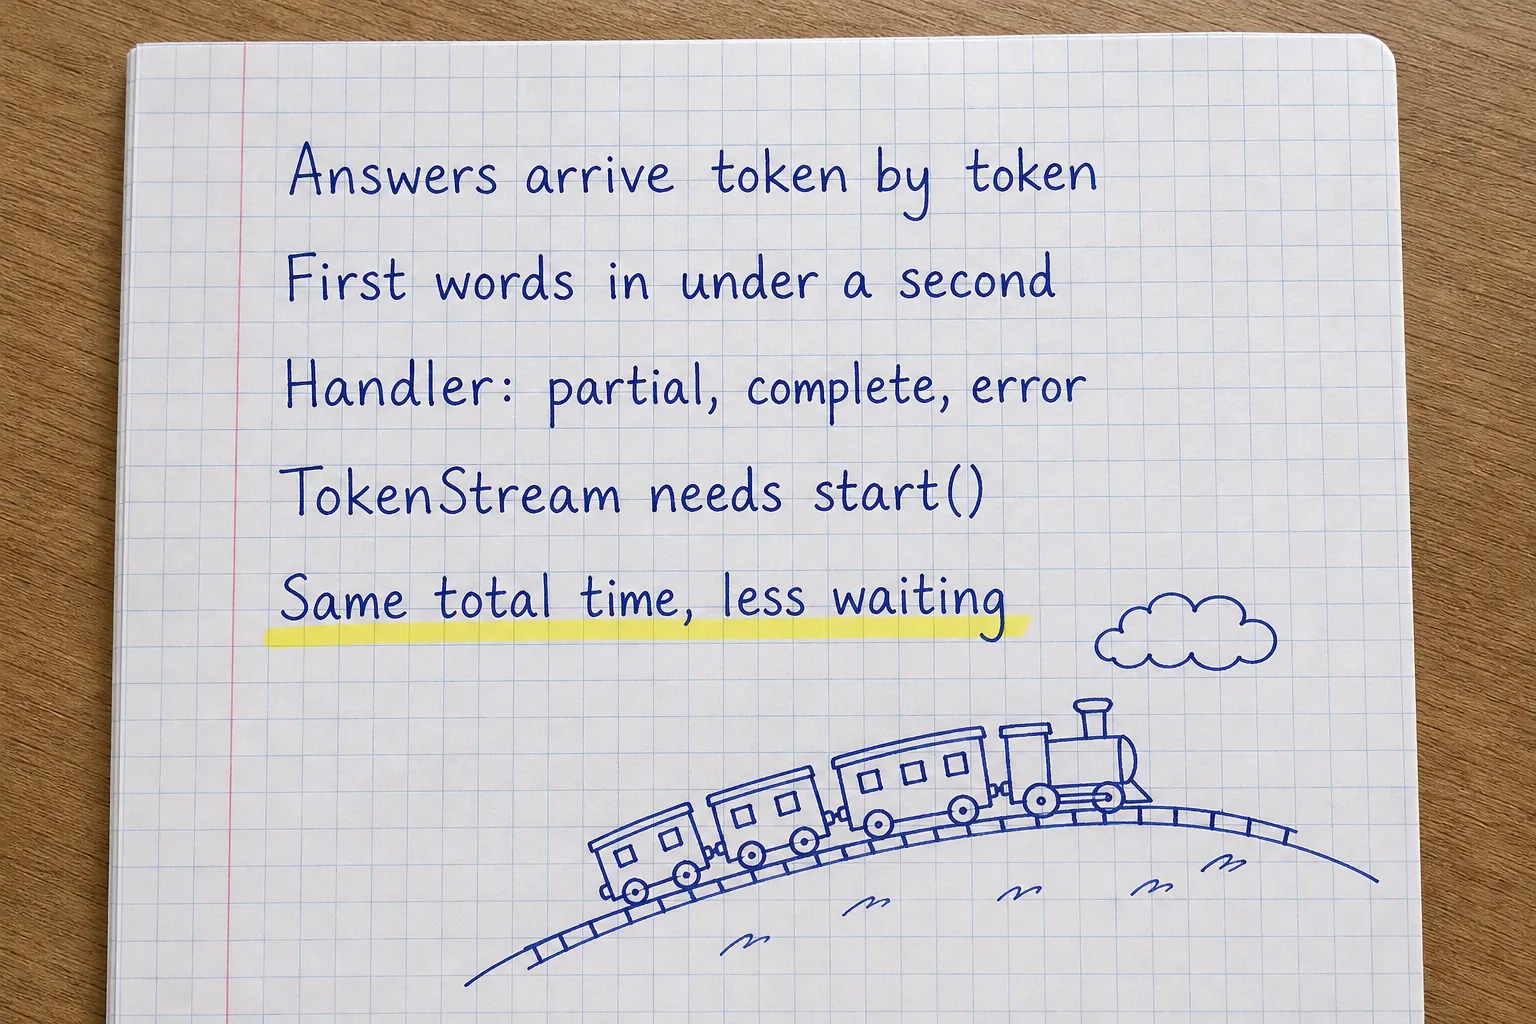 Answers arrive token by token
First words in under a second
Handler: partial, complete, error
TokenStream needs start()
Same total time, less waiting